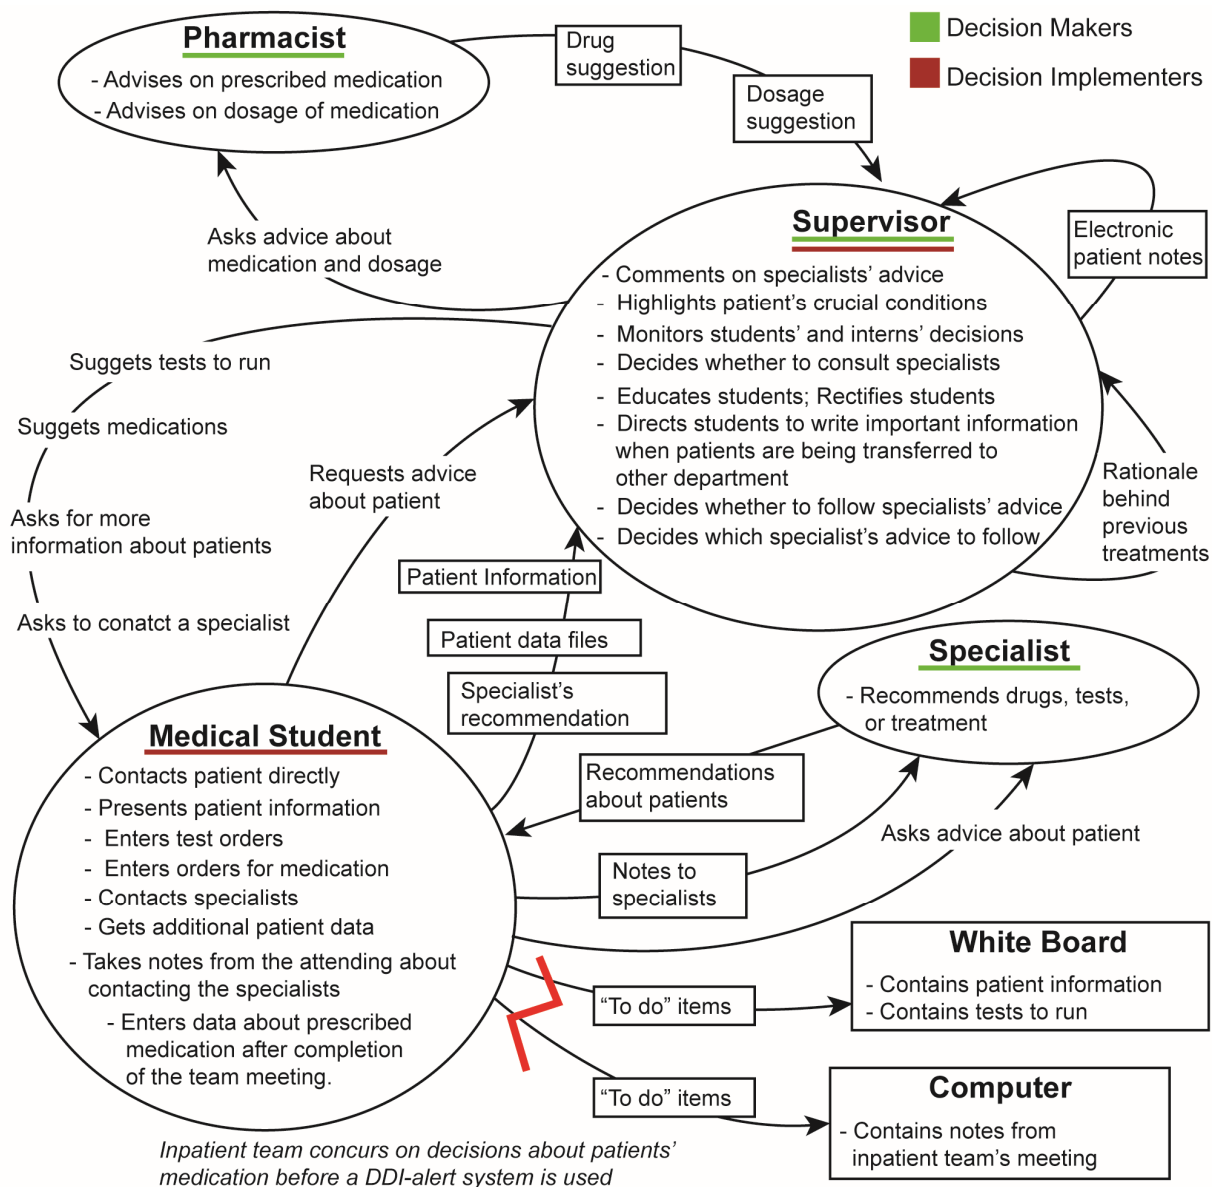 Pharmacist
- Advises on prescribed medication
- Advises on dosage of medication
Drug
suggestion
Dosage
suggestion
Decision Makers
Decision Implementers
Asks advice about
medication and dosage
Supervisor
- Comments on specialists’ advice
- Highlights patient’s crucial conditions
- Monitors students’ and interns’ decisions
- Decides whether to consult specialists
- Educates students; Rectifies students
- Directs students to write important information
when patients are being transferred to
other department
- Decides whether to follow specialists’ advice
- Decides which specialist’s advice to follow
Electronic
patient notes
Rationale
behind
previous
treatments
Suggets tests to run
Suggets medications
Asks for more
information about patients
Asks to conatct a specialist
Requests advice
about patient
Patient Information
Patient data files
Specialist’s
recommendation
Specialist
- Recommends drugs, tests,
or treatment
Medical Student
- Contacts patient directly
- Presents patient information
- Enters test orders
- Enters orders for medication
- Contacts specialists
- Gets additional patient data
- Takes notes from the attending about
contacting the specialists
- Enters data about prescribed
medication after completion
of the team meeting.
Recommendations
about patients
Notes to
specialists
Asks advice about patient
“To do” items
White Board
- Contains patient information
- Contains tests to run
“To do” items
Computer
- Contains notes from
inpatient team’s meeting
Inpatient team concurs on decisions about patients’
medication before a DDI-alert system is used